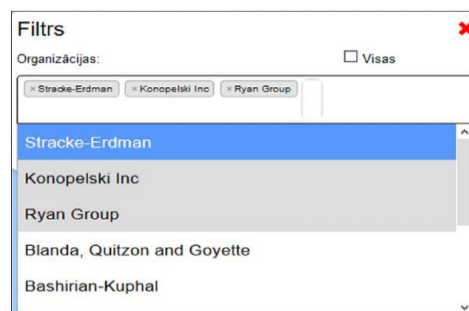 Filtrs
Organizācijas: Visas
× Stracke-Erdman × Konopelski Inc × Ryan Group
Stracke-Erdman
Konopelski Inc
Ryan Group
Blanda, Quitzon and Goyette
Bashirian-Kuphal